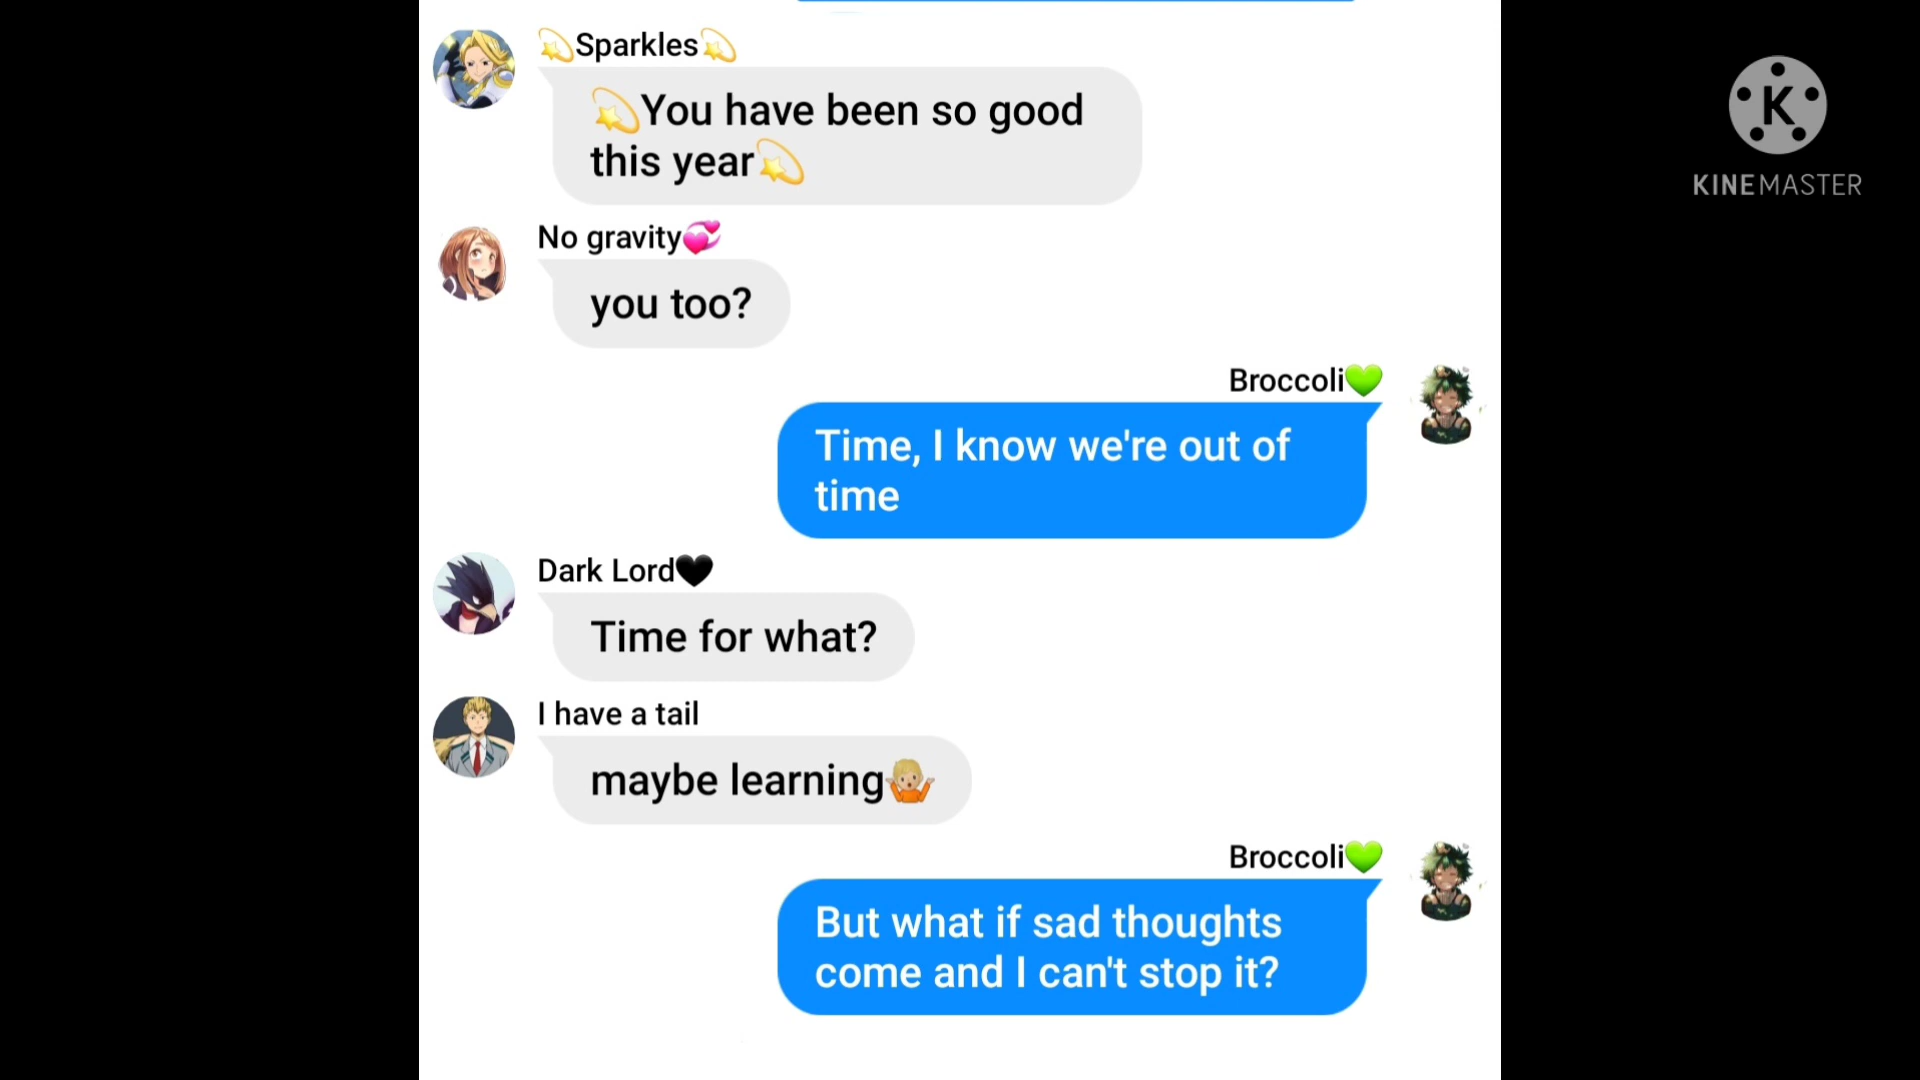 💫Sparkles💫
💫You have been so good
this year💫
No gravity💞
you too?
Broccoli💚
Time, I know we're out of
time
Dark Lord🖤
Time for what?
I have a tail
maybe learning🤷🏼
Broccoli💚
But what if sad thoughts
come and I can't stop it?
K
KINEMASTER